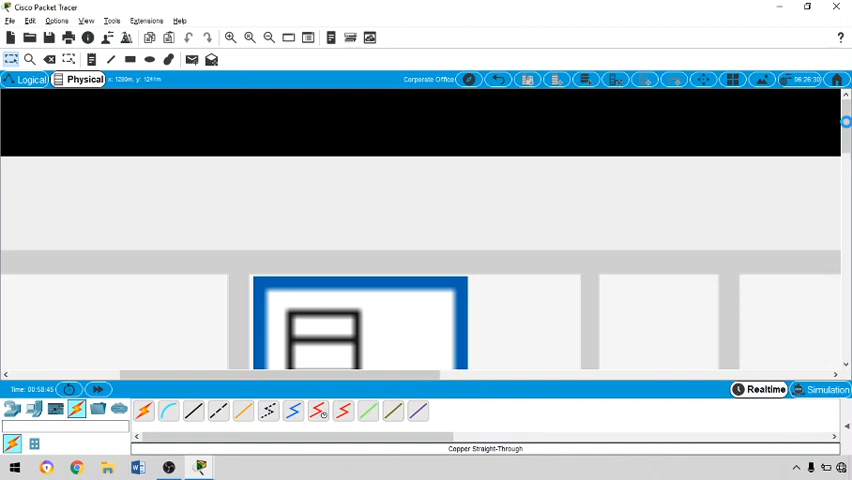 Cisco Packet Tracer
File Edit Options View Tools Extensions Help
Logical Physical x: 1280m, y: 1241m Corporate Office 06:26:30
Time: 00:58:45 Realtime Simulation
Copper Straight-Through